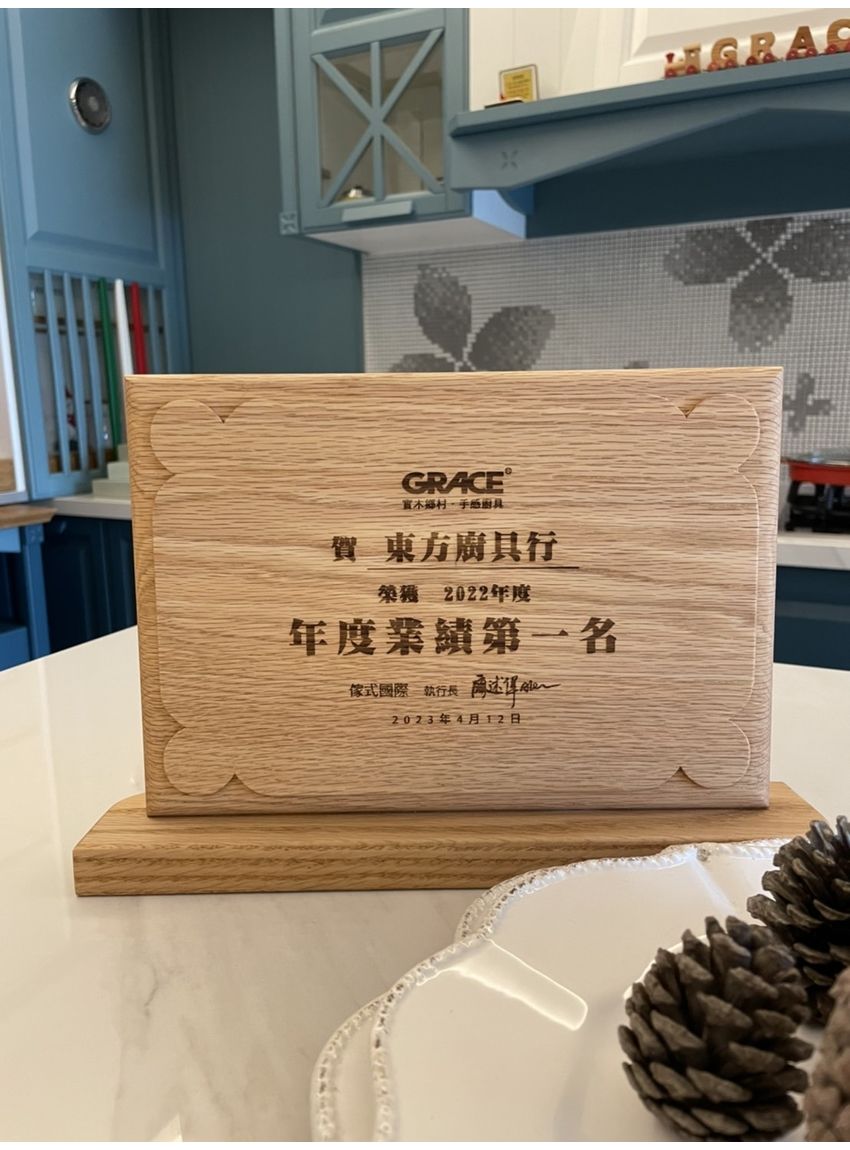 GRACE
GRACE®
實木鄉村・手感廚具
賀 東方廚具行
榮獲 2022年度
年度業績第一名
傢式國際 執行長
2023年4月12日